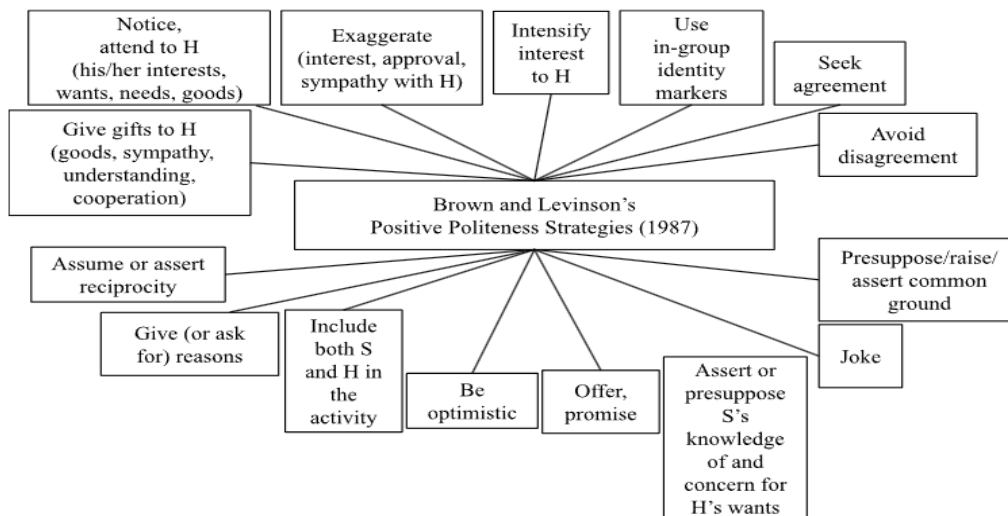 Notice,
attend to H
(his/her interests,
wants, needs, goods)
Exaggerate
(interest, approval,
sympathy with H)
Intensify
interest
to H
Use
in-group
identity
markers
Seek
agreement
Avoid
disagreement
Give gifts to H
(goods, sympathy,
understanding,
cooperation)
Brown and Levinson's
Positive Politeness Strategies (1987)
Assume or assert
reciprocity
Give (or ask
for) reasons
Include
both S
and H in
the
activity
Be
optimistic
Offer,
promise
Assert or
presuppose
S's
knowledge
of and
concern for
H's wants
Joke
Presuppose/raise/
assert common
ground